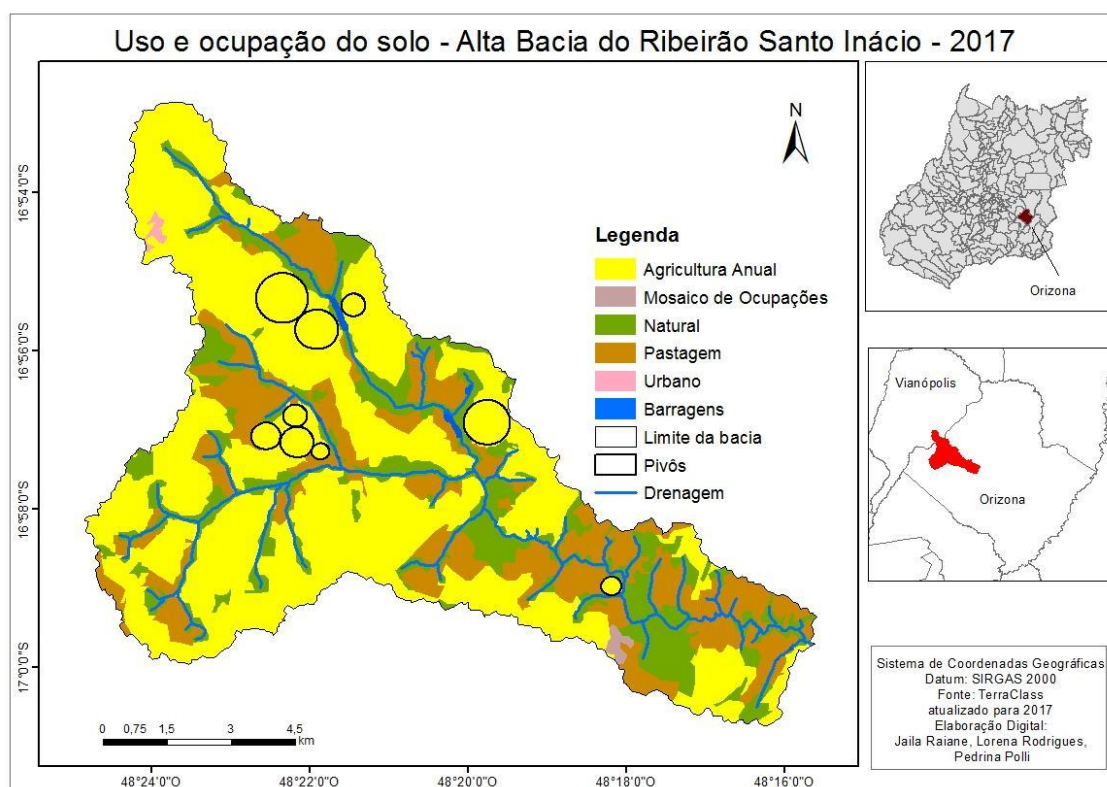 Uso e ocupação do solo - Alta Bacia do Ribeirão Santo Inácio - 2017
N
16°54'0"S
16°56'0"S
16°58'0"S
17°0'0"S
Legenda
Agricultura Anual
Mosaico de Ocupações
Natural
Pastagem
Urbano
Barragens
Limite da bacia
Pivôs
Drenagem
0 0,75 1,5 3 4,5
km
48°24'0"O 48°22'0"O 48°20'0"O 48°18'0"O 48°16'0"O
Orizona
Vianópolis
Orizona
Sistema de Coordenadas Geográficas
Datum: SIRGAS 2000
Fonte: TerraClass
atualizado para 2017
Elaboração Digital:
Jaila Raiane, Lorena Rodrigues,
Pedrina Polli